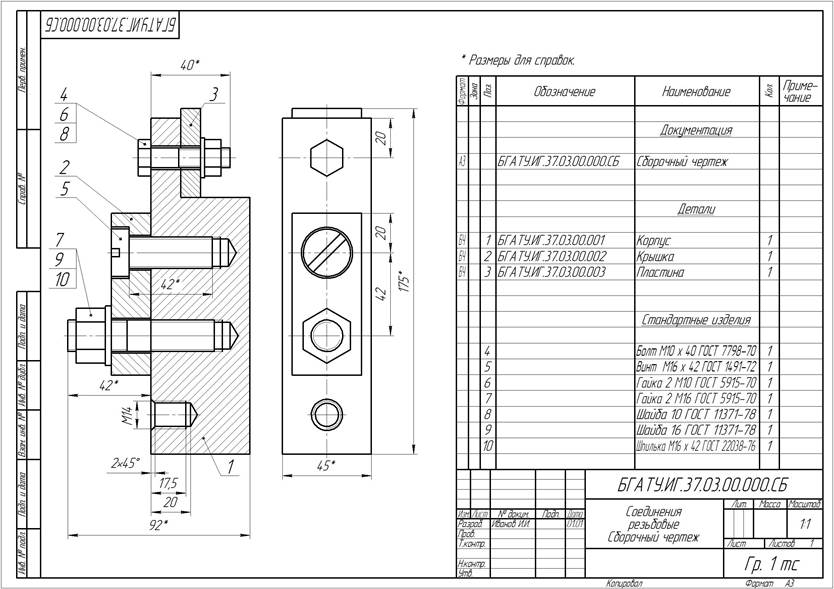 БГАТУ.ИГ.37.03.00.000.СБ
Перв. примен.
Справ. №
Подп. и дата
Инв. № дубл.
Взам. инв. №
Подп. и дата
Инв. № подл.
40*
4
6
8
3
2
5
7
9
10
42*
42*
М14
2×45°
1
17,5
20
92*
20
20
42
175*
45*
* Размеры для справок.
Формат Зона Поз. Обозначение Наименование Кол. Приме-
чание
Документация
А3 БГАТУ.ИГ.37.03.00.000.СБ Сборочный чертеж
Детали
БЧ 1 БГАТУ.ИГ.37.03.00.001 Корпус 1
БЧ 2 БГАТУ.ИГ.37.03.00.002 Крышка 1
БЧ 3 БГАТУ.ИГ.37.03.00.003 Пластина 1
Стандартные изделия
4 Болт М10 х 40 ГОСТ 7798-70 1
5 Винт М16 х 42 ГОСТ 1491-72 1
6 Гайка 2 М10 ГОСТ 5915-70 1
7 Гайка 2 М16 ГОСТ 5915-70 1
8 Шайба 10 ГОСТ 11371-78 1
9 Шайба 16 ГОСТ 11371-78 1
10 Шпилька М16 х 42 ГОСТ 22038-76 1
БГАТУ.ИГ.37.03.00.000.СБ
Изм. Лист № докум. Подп. Дата
Разраб. Иванов И.И. 01.01
Пров.
Т.контр.
Н.контр.
Утв.
Соединения
резьбовые
Сборочный чертеж
Лит. Масса Масштаб
1:1
Лист Листов 1
Гр. 1 тс
Копировал Формат А3